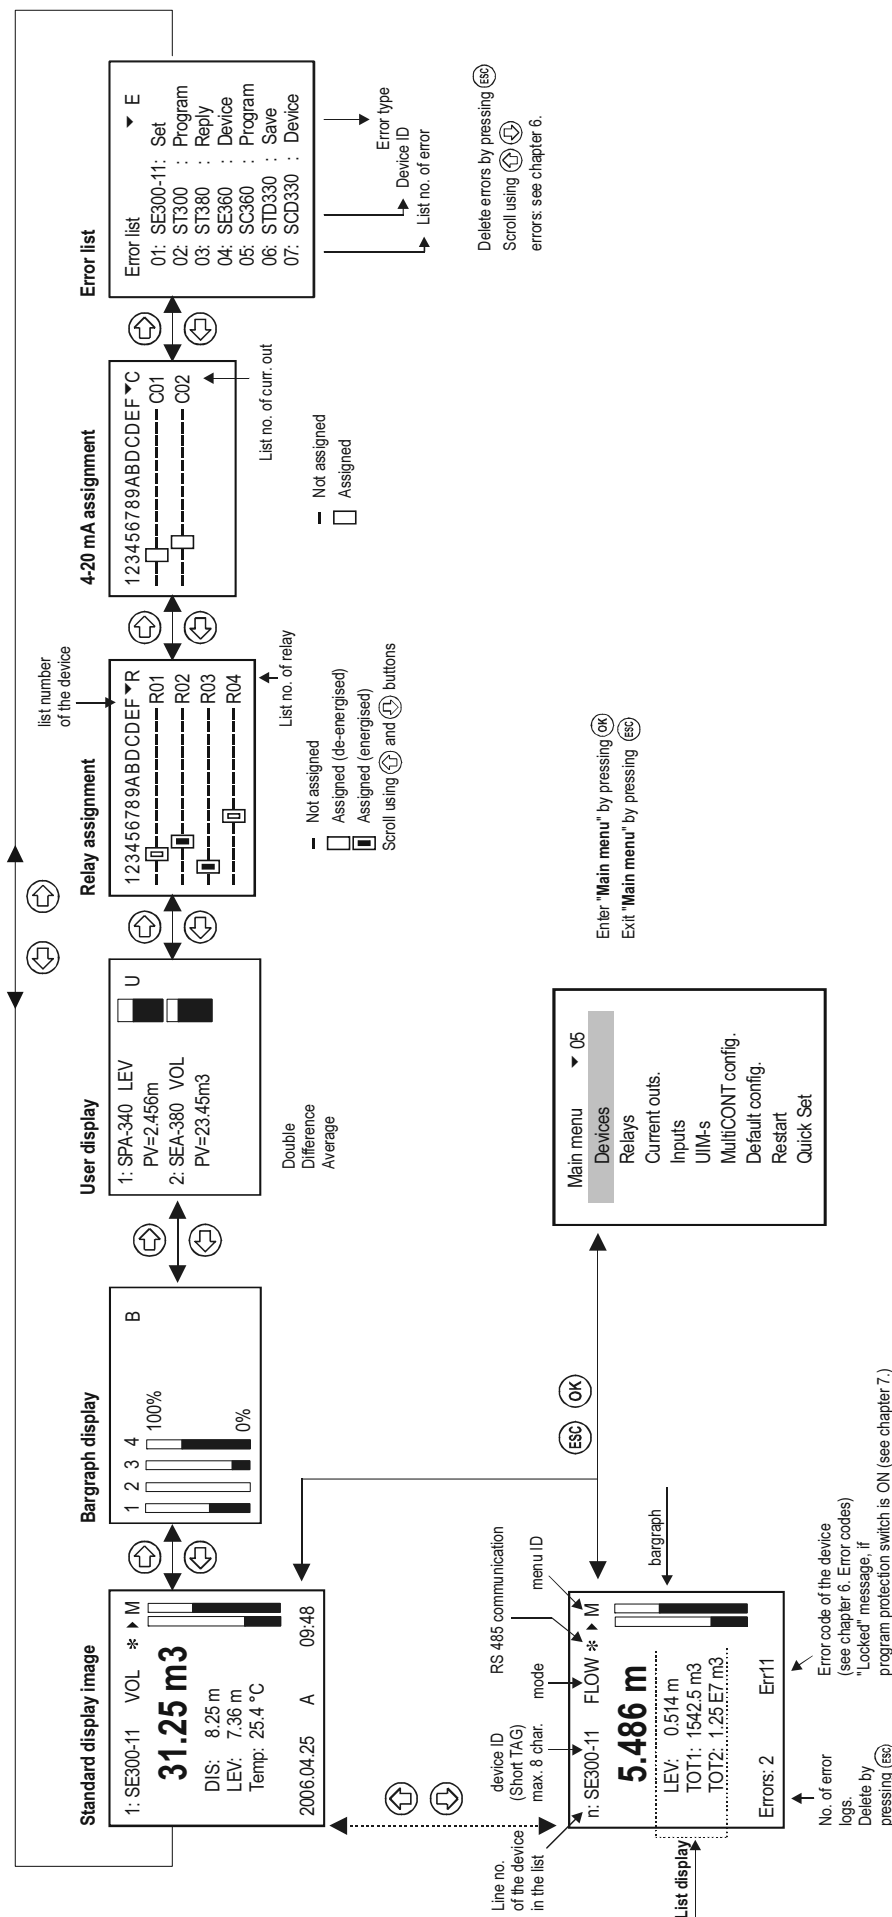 Standard display image
1: SE300-11 VOL * M
31.25 m3
DIS: 8.25 m
LEV: 7.36 m
Temp: 25.4 °C
2006.04.25 A 09:48
Bargraph display
1 2 3 4 B
100%
0%
User display
1: SPA-340 LEV U
PV=2.456m
2: SEA-380 VOL
PV=23.45m3
Double
Difference
Average
Relay assignment
list number
of the device
123456789ABDCDEF R
R01
R02
R03
R04
List no. of relay
Not assigned
Assigned (de-energised)
Assigned (energised)
Scroll using and buttons
4-20 mA assignment
123456789ABDCDEF C
C01
C02
List no. of curr. out
Not assigned
Assigned
Error list
Error list E
01: SE300-11: Set
02: ST300 : Program
03: ST380 : Reply
04: SE360 : Device
05: SC360 : Program
06: STD330 : Save
07: SCD330 : Device
Error type
Device ID
List no. of error
Delete errors by pressing ESC
Scroll using
errors: see chapter 6.
ESC OK
Line no.
of the device
in the list
device ID
(Short TAG)
max. 8 char.
mode
RS 485 communication
menu ID
n: SE300-11 FLOW * M
5.486 m
LEV: 0.514 m
TOT1: 1542.5 m3
TOT2: 1.25 E7 m3
Errors: 2 Err11
bargraph
List display
No. of error
logs.
Delete by
pressing ESC
Error code of the device
(see chapter 6. Error codes)
"Locked" message, if
program protection switch is ON (see chapter 7.)
Main menu 05
Devices
Relays
Current outs.
Inputs
UIM-s
MultiCONT config.
Default config.
Restart
Quick Set
Enter "Main menu" by pressing OK
Exit "Main menu" by pressing ESC